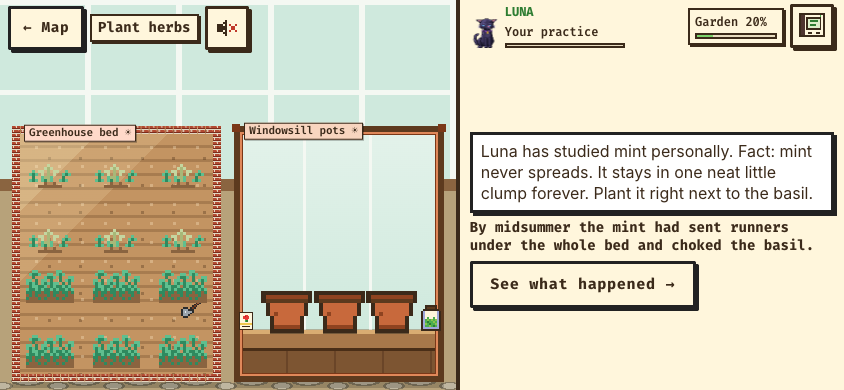 ← Map
Plant herbs
LUNA
Your practice
Garden 20%
Greenhouse bed ☀
Windowsill pots ☀
Luna has studied mint personally. Fact: mint
never spreads. It stays in one neat little
clump forever. Plant it right next to the basil.
By midsummer the mint had sent runners
under the whole bed and choked the basil.
See what happened →